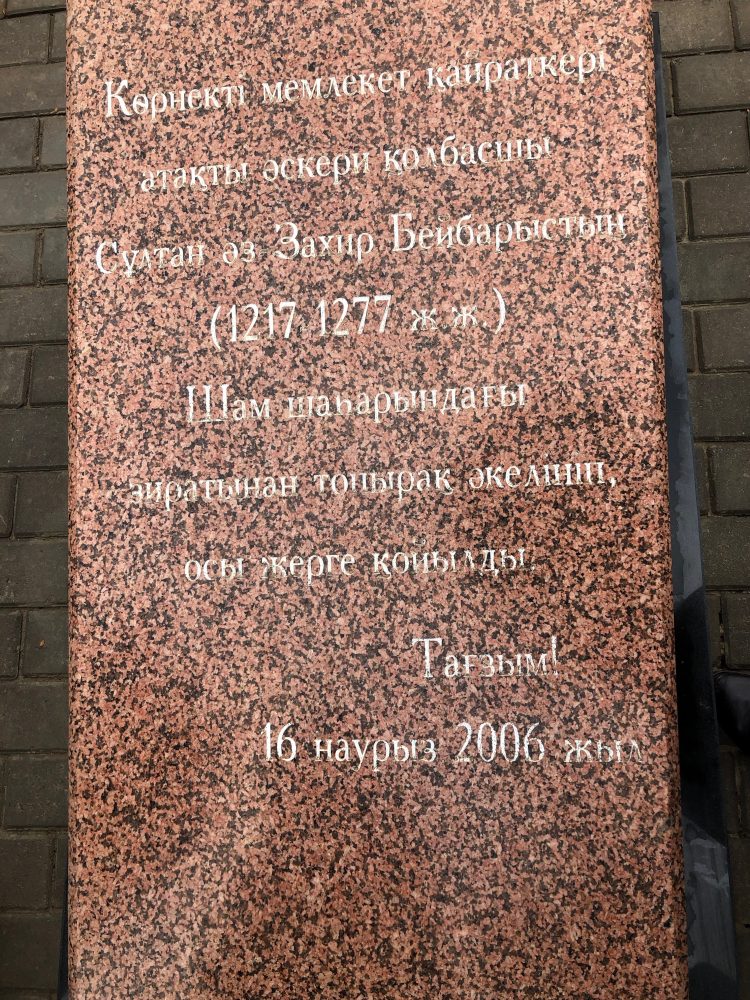 Көрнекті мемлекет қайраткері
атақты әскери қолбасшы
Сұлтан әз Захир Бейбарыстың
(1217-1277 ж.ж.)
Шам шаһарындағы
зиратынан топырақ әкелініп,
осы жерге қойылды.
Тағзым!
16 наурыз 2006 жыл